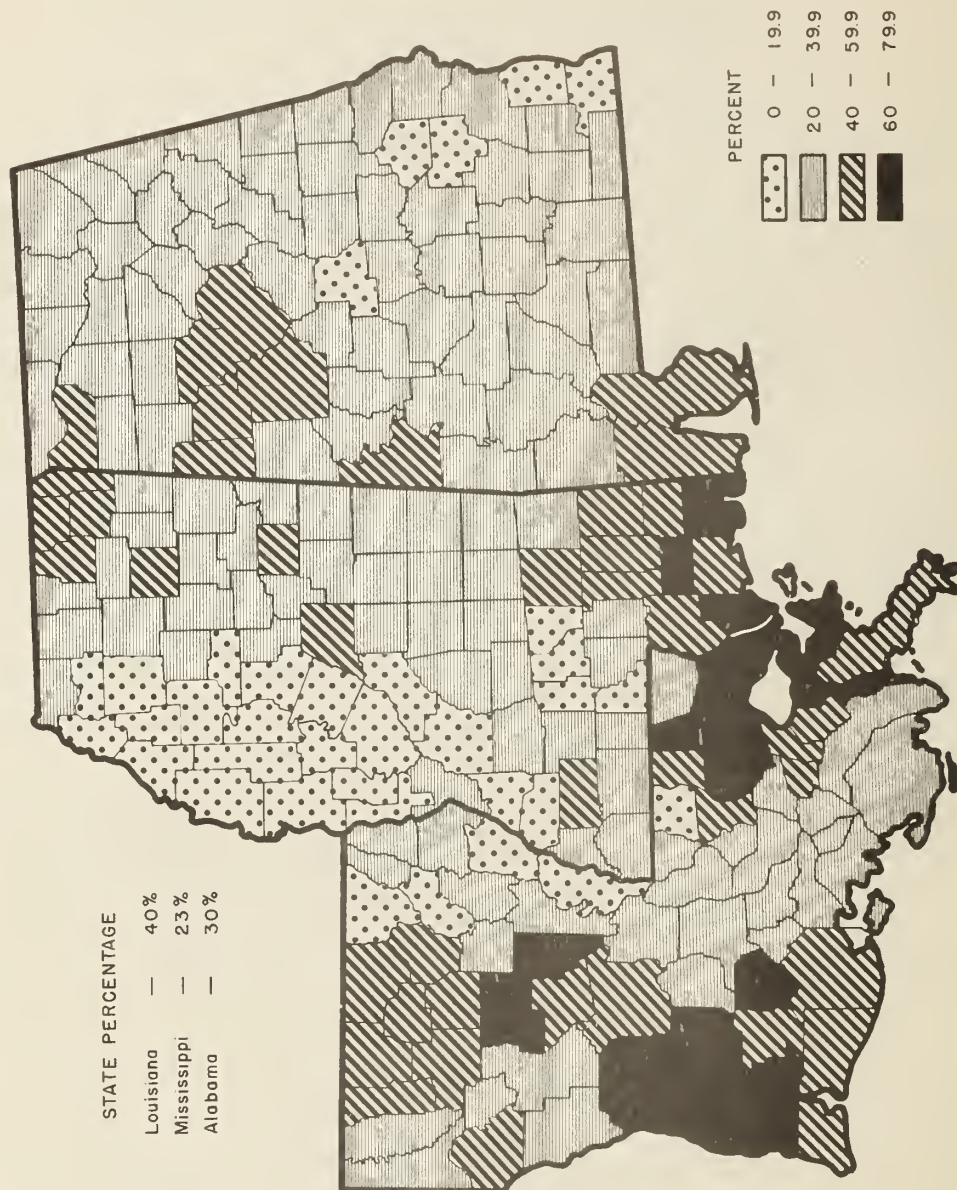 STATE PERCENTAGE
Louisiana — 40%
Mississippi — 23%
Alabama — 30%
PERCENT
0 – 19.9
20 – 39.9
40 – 59.9
60 – 79.9